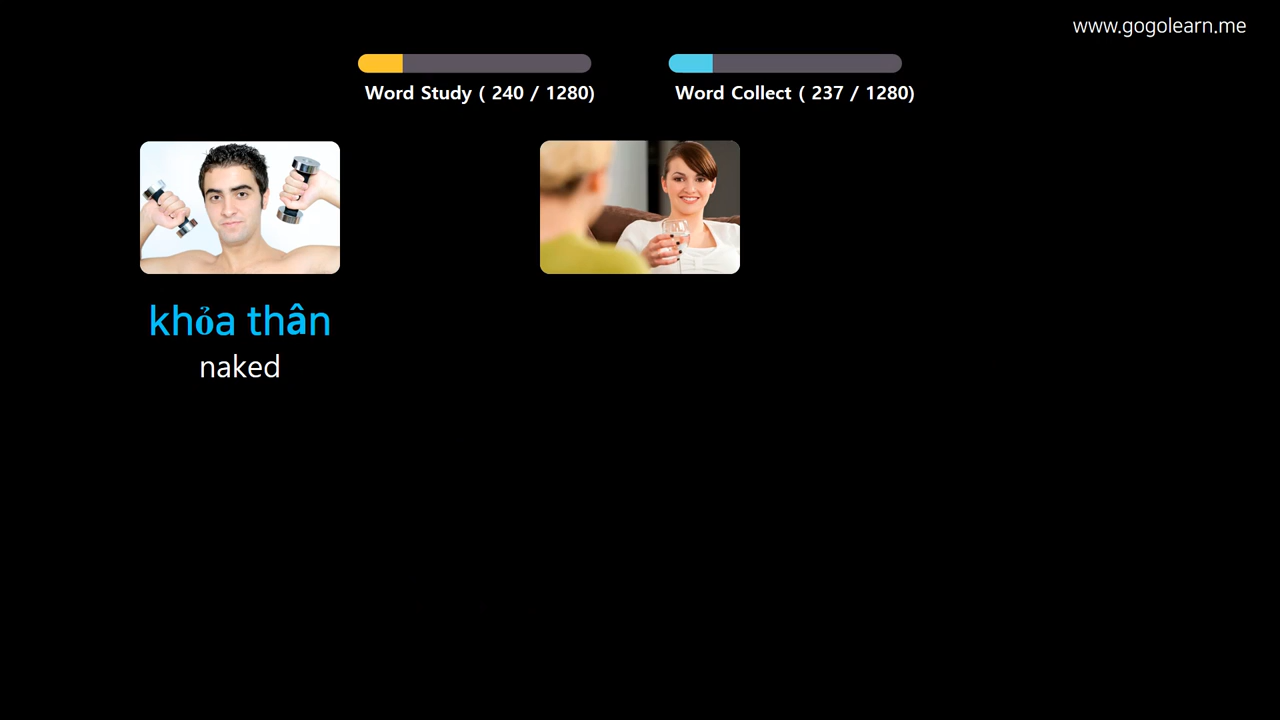 www.gogolearn.me
Word Study ( 240 / 1280)
Word Collect ( 237 / 1280)
khỏa thân
naked